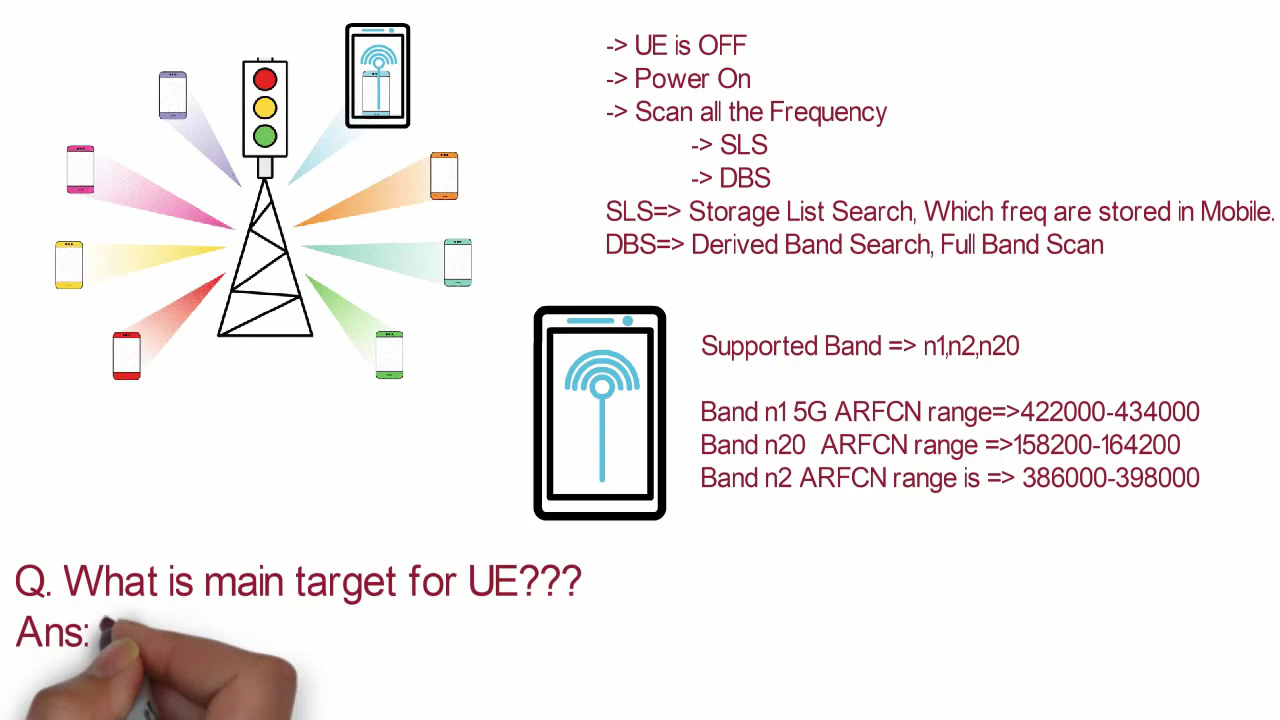 -> UE is OFF
-> Power On
-> Scan all the Frequency
-> SLS
-> DBS
SLS=> Storage List Search, Which freq are stored in Mobile.
DBS=> Derived Band Search, Full Band Scan
Supported Band => n1,n2,n20
Band n1 5G ARFCN range=>422000-434000
Band n20 ARFCN range =>158200-164200
Band n2 ARFCN range is => 386000-398000
Q. What is main target for UE???
Ans: